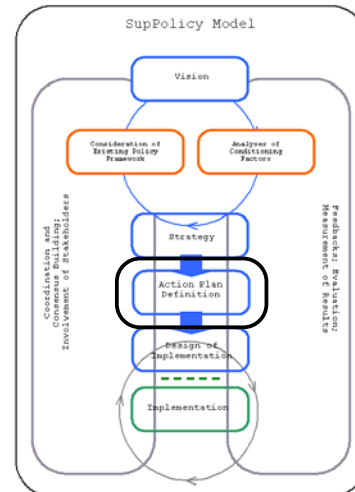 SupPolicy Model
Vision
Consideration of
Existing Policy
Framework
Analyses of
Conditioning
Factors
Strategy
Action Plan
Definition
Design of
Implementation
Implementation
Coordination and
Consensus Building;
Involvement of Stakeholders
Feedbacks; Evaluation;
Measurement of Results